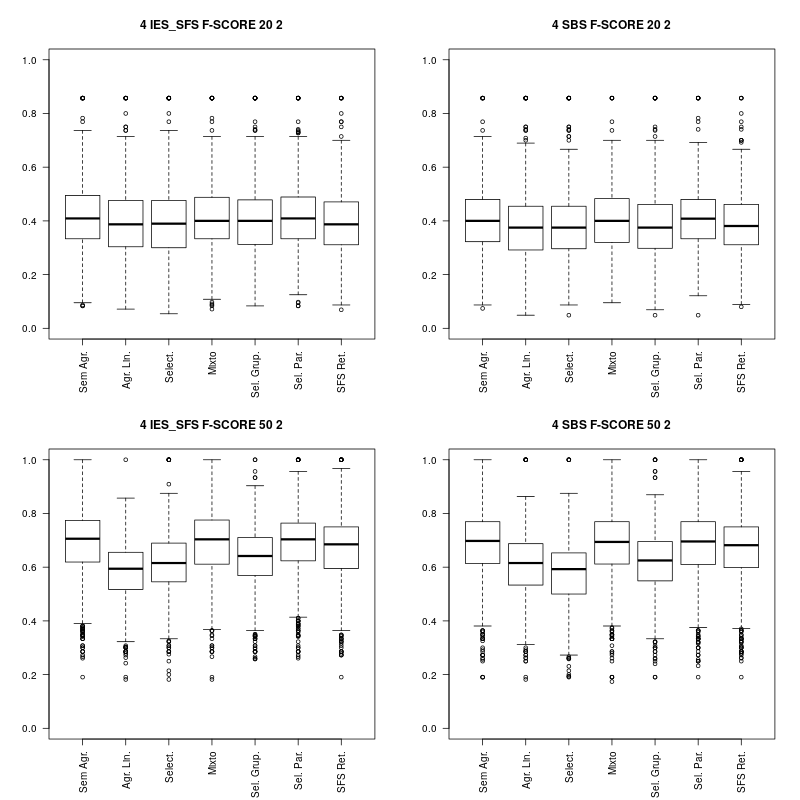 4 IES_SFS F-SCORE 20 2
1.0
0.8
0.6
0.4
0.2
0.0
Sem Agr.
Agr. Lin.
Select.
Mixto
Sel. Grup.
Sel. Par.
SFS Ret.
4 SBS F-SCORE 20 2
1.0
0.8
0.6
0.4
0.2
0.0
Sem Agr.
Agr. Lin.
Select.
Mixto
Sel. Grup.
Sel. Par.
SFS Ret.
4 IES_SFS F-SCORE 50 2
1.0
0.8
0.6
0.4
0.2
0.0
Sem Agr.
Agr. Lin.
Select.
Mixto
Sel. Grup.
Sel. Par.
SFS Ret.
4 SBS F-SCORE 50 2
1.0
0.8
0.6
0.4
0.2
0.0
Sem Agr.
Agr. Lin.
Select.
Mixto
Sel. Grup.
Sel. Par.
SFS Ret.